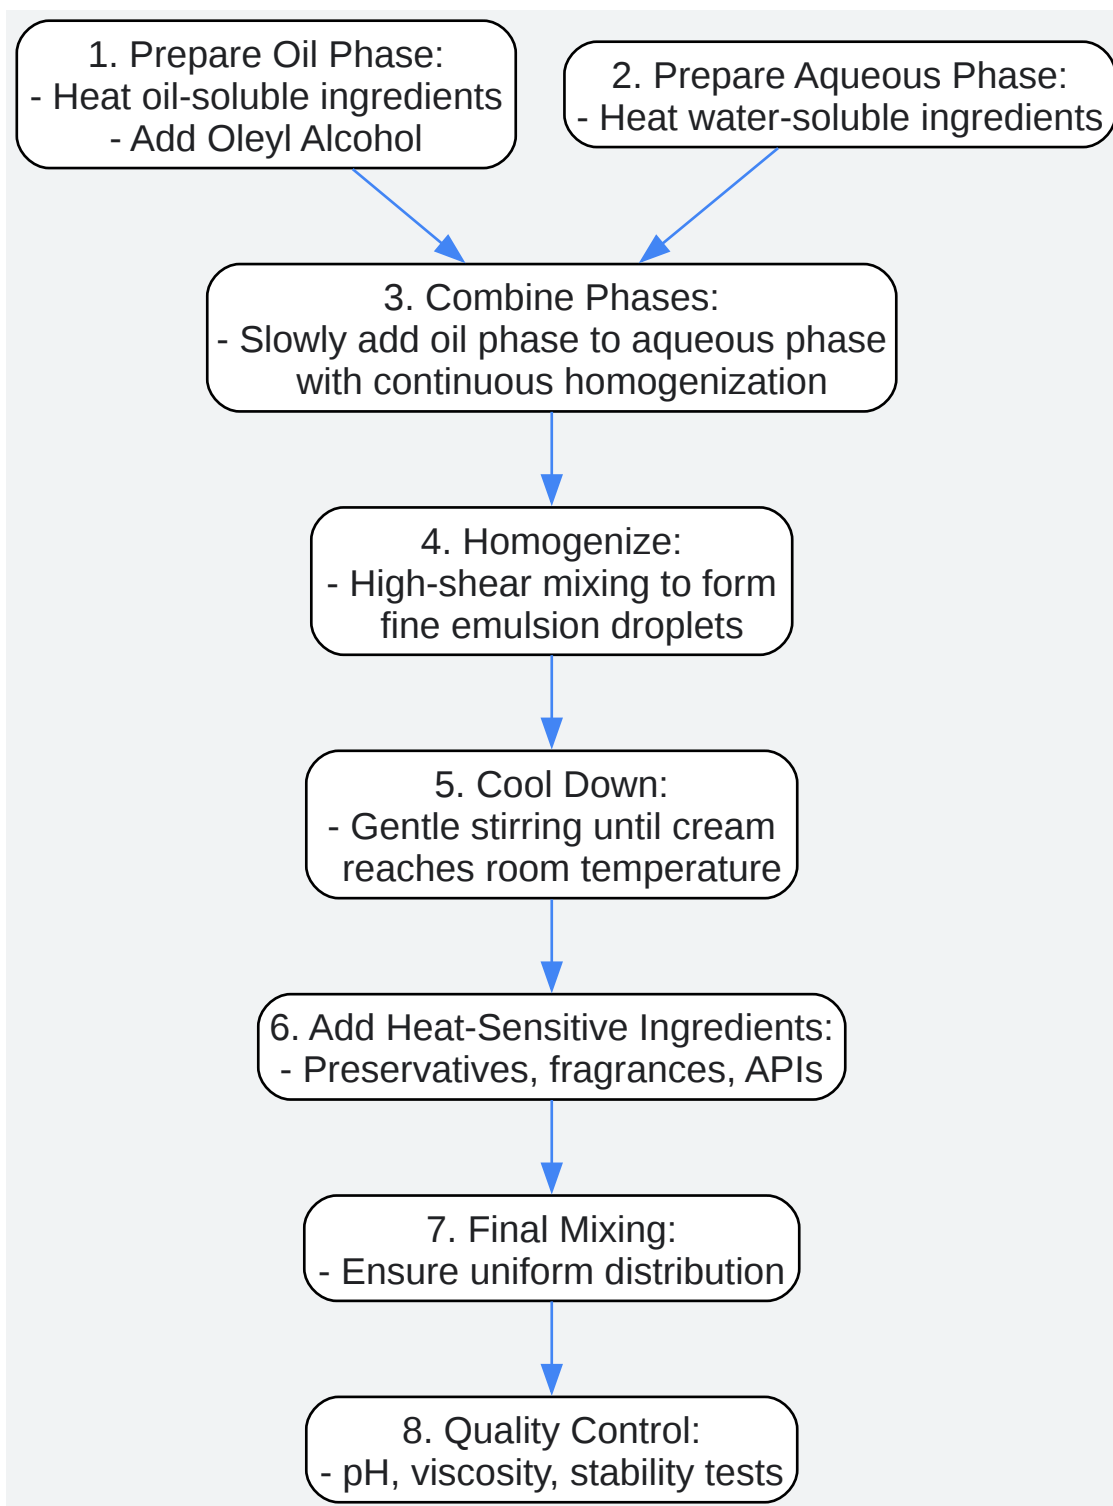 1. Prepare Oil Phase:
- Heat oil-soluble ingredients
- Add Oleyl Alcohol
2. Prepare Aqueous Phase:
- Heat water-soluble ingredients
3. Combine Phases:
- Slowly add oil phase to aqueous phase
with continuous homogenization
4. Homogenize:
- High-shear mixing to form
fine emulsion droplets
5. Cool Down:
- Gentle stirring until cream
reaches room temperature
6. Add Heat-Sensitive Ingredients:
- Preservatives, fragrances, APIs
7. Final Mixing:
- Ensure uniform distribution
8. Quality Control:
- pH, viscosity, stability tests